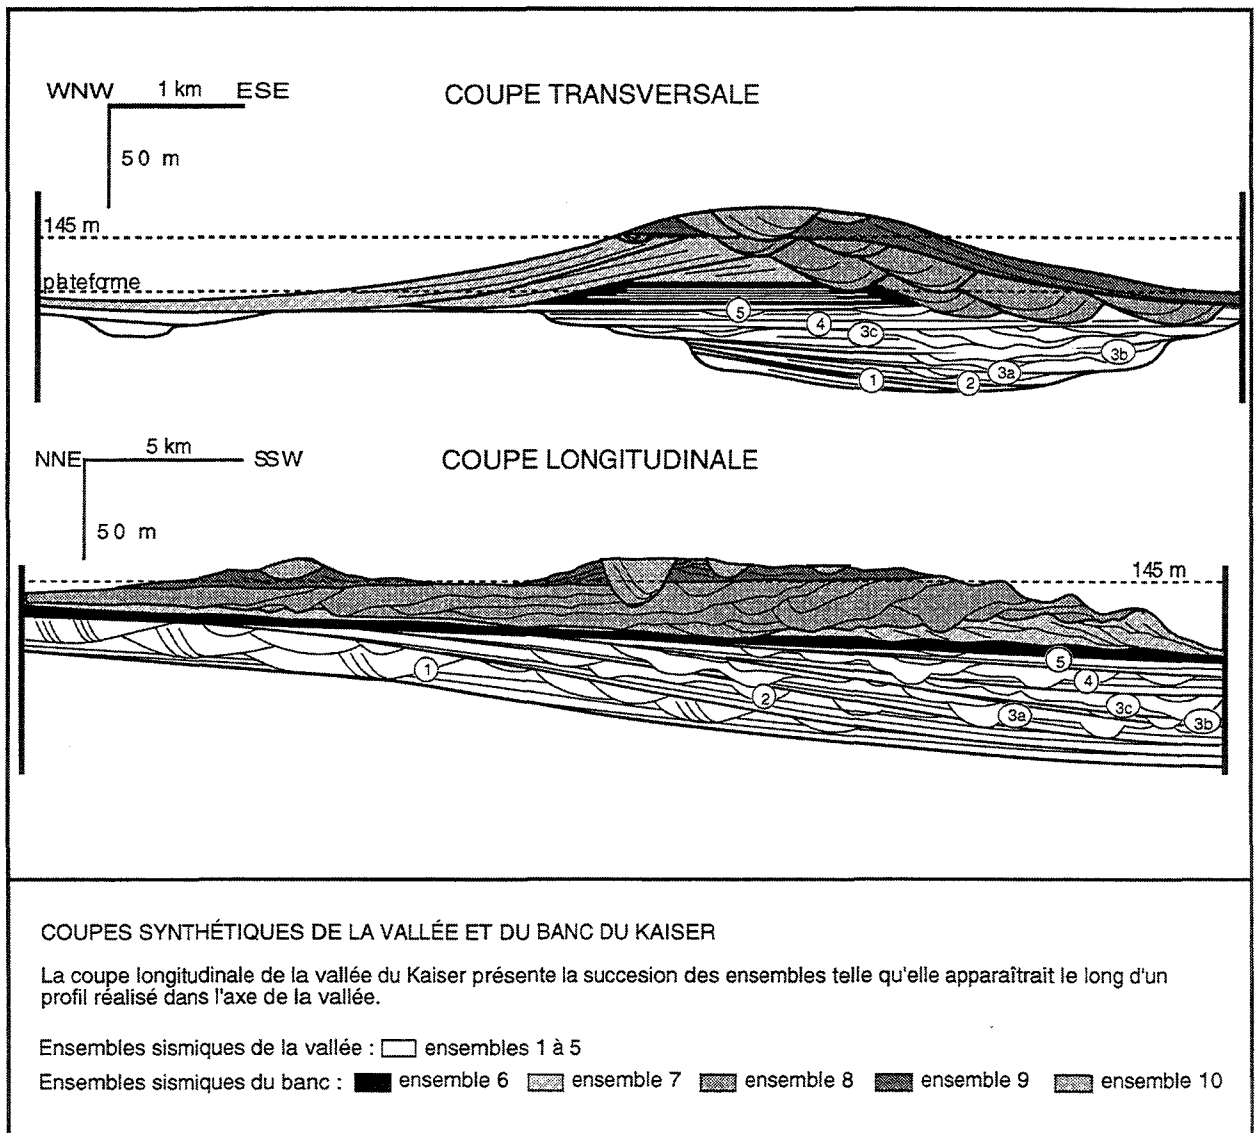 WNW 1 km ESE
COUPE TRANSVERSALE
50 m
145 m
plateforme
5
4
3c
3b
3a
1
2
5 km
NNE SSW
COUPE LONGITUDINALE
50 m
145 m
5
1
4
2
3c
3a
3b
COUPES SYNTHÉTIQUES DE LA VALLÉE ET DU BANC DU KAISER
La coupe longitudinale de la vallée du Kaiser présente la succesion des ensembles telle qu'elle apparaîtrait le long d'un
profil réalisé dans l'axe de la vallée.
Ensembles sismiques de la vallée : ensembles 1 à 5
Ensembles sismiques du banc : ensemble 6 ensemble 7 ensemble 8 ensemble 9 ensemble 10